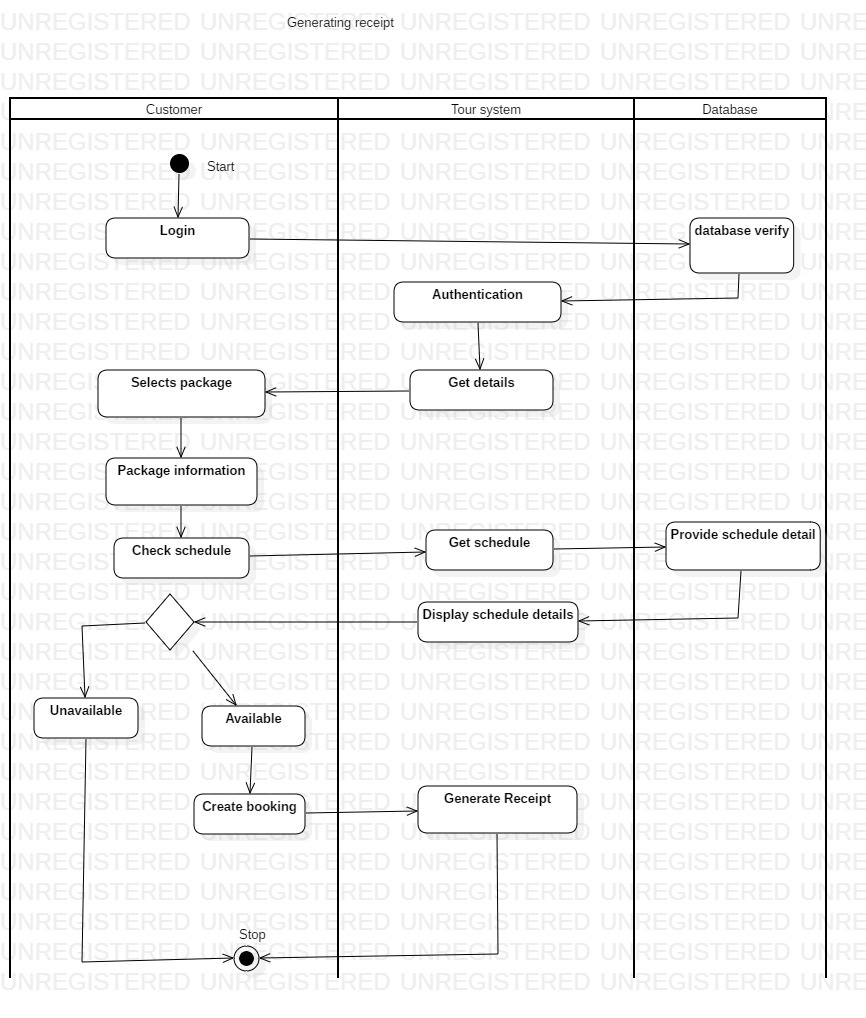 Generating receipt
Customer
Tour system
Database
Start
Login
database verify
Authentication
Selects package
Get details
Package information
Check schedule
Get schedule
Provide schedule detail
Display schedule details
Unavailable
Available
Create booking
Generate Receipt
Stop
UNREGISTERED UNREGISTERED UNREGISTERED UNREGISTERED UNRE